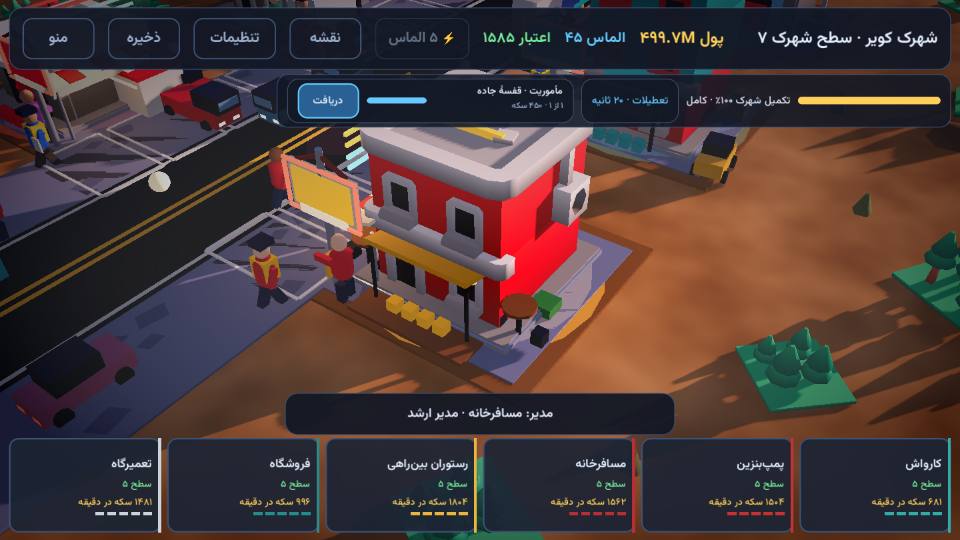 شهرک کویر · سطح شهرک ۷
پول ۴۹۹.۷M
الماس ۴۵
اعتبار ۱۵۸۵
⚡ ۵ الماس
نقشه
تنظیمات
ذخیره
منو
تکمیل شهرک ۱۰۰٪ · کامل
تعطیلات · ۲۰ ثانیه
مأموریت · قفسهٔ جاده
۱ از ۱ · ۴۵۰ سکه
دریافت
مدیر: مسافرخانه · مدیر ارشد
کارواش
سطح ۵
۶۸۱ سکه در دقیقه
پمپ‌بنزین
سطح ۵
۱۵۰۴ سکه در دقیقه
مسافرخانه
سطح ۵
۱۵۶۲ سکه در دقیقه
رستوران بین‌راهی
سطح ۵
۱۸۰۴ سکه در دقیقه
فروشگاه
سطح ۵
۹۹۶ سکه در دقیقه
تعمیرگاه
سطح ۵
۱۴۸۱ سکه در دقیقه